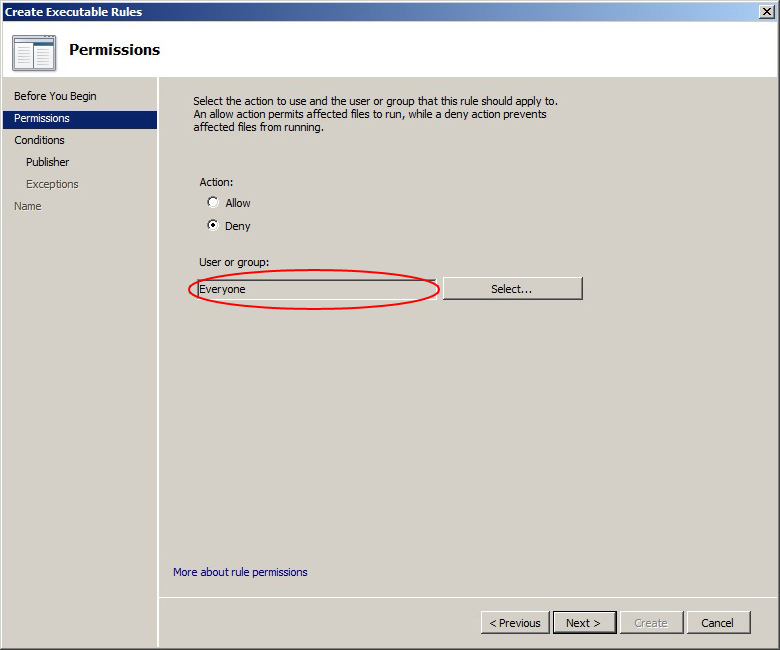 Create Executable Rules
Permissions
Before You Begin
Permissions
Conditions
Publisher
Exceptions
Name
Select the action to use and the user or group that this rule should apply to.
An allow action permits affected files to run, while a deny action prevents
affected files from running.
Action:
Allow
Deny
User or group:
Everyone
Select...
More about rule permissions
< Previous
Next >
Create
Cancel